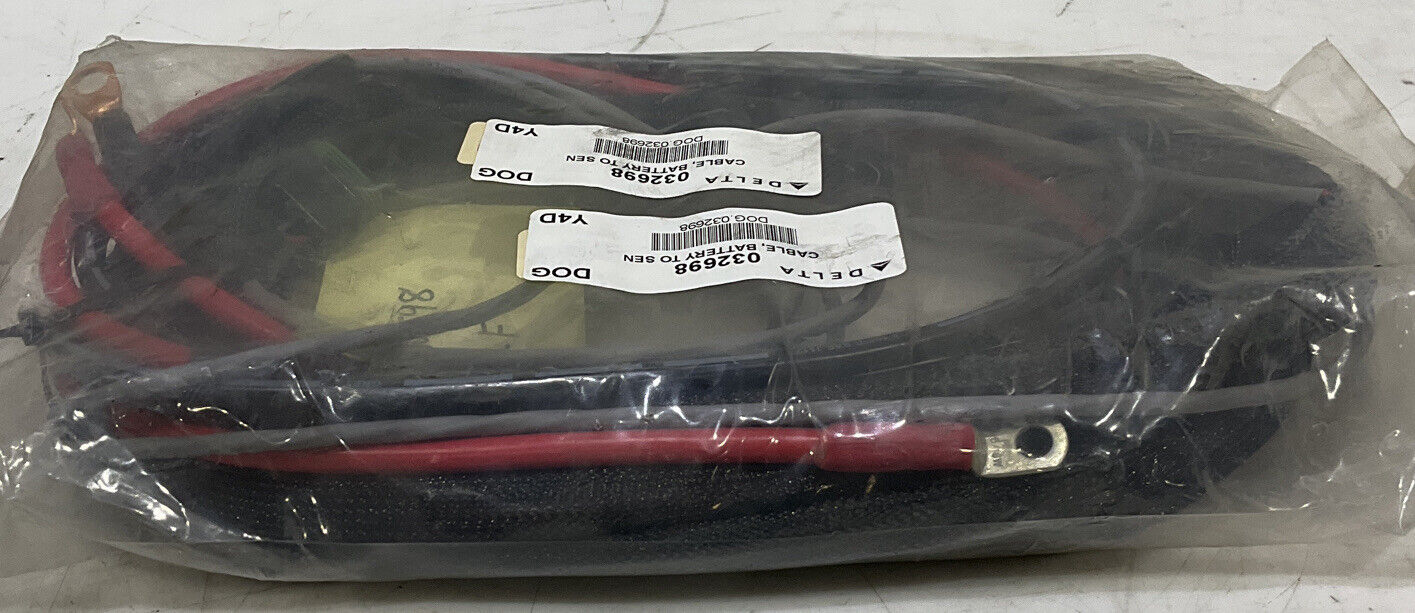 DELTA DOG
032698
CABLE, BATTERY TO SEN
DOG.032698
Y4D
DELTA DOG
032698
CABLE, BATTERY TO SEN
DOG.032698
Y4D